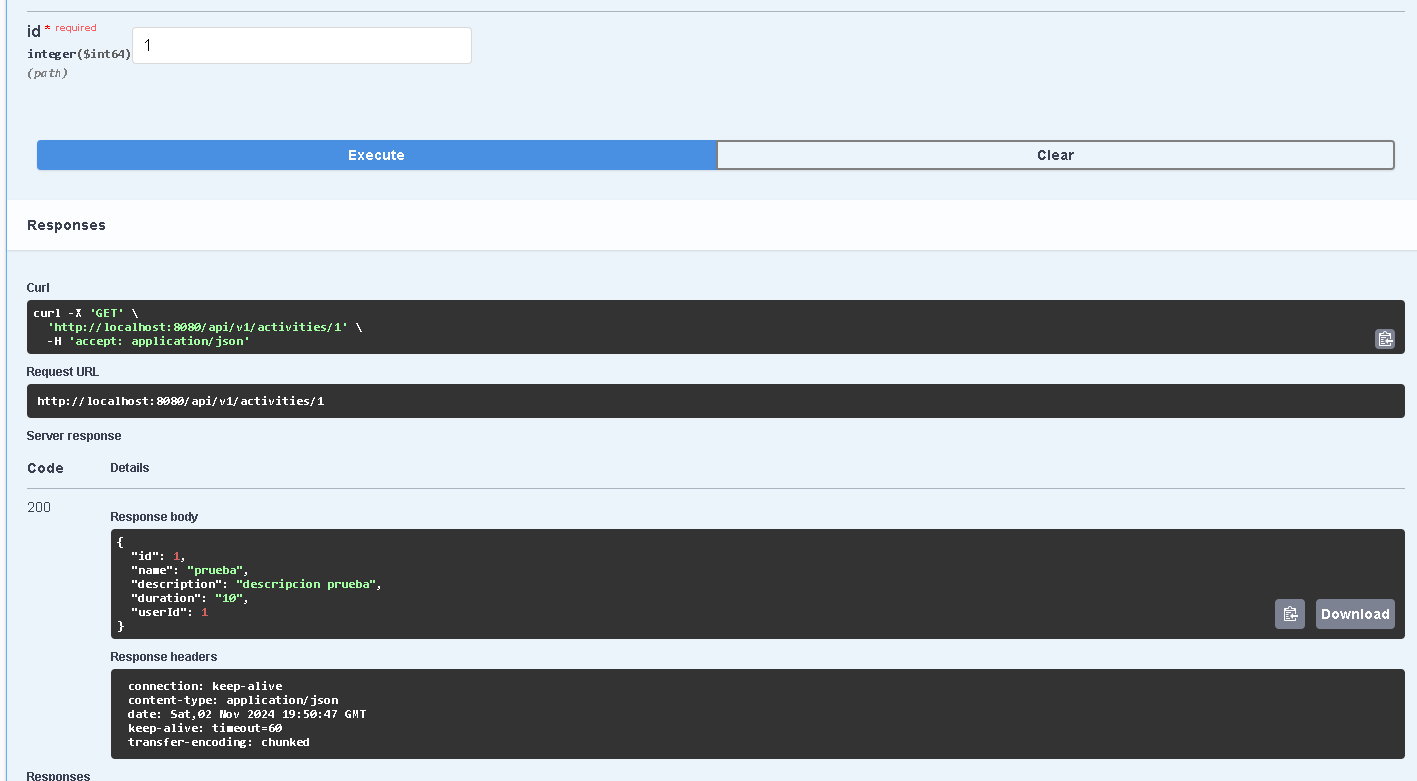 id * required
integer($int64)
(path)
1
Execute
Clear
Responses
Curl
curl -X 'GET' \
  'http://localhost:8080/api/v1/activities/1' \
  -H 'accept: application/json'
Request URL
http://localhost:8080/api/v1/activities/1
Server response
Code
Details
200
Response body
{
  "id": 1,
  "name": "prueba",
  "description": "descripcion prueba",
  "duration": "10",
  "userId": 1
}
Download
Response headers
connection: keep-alive
content-type: application/json
date: Sat,02 Nov 2024 19:50:47 GMT
keep-alive: timeout=60
transfer-encoding: chunked
Responses